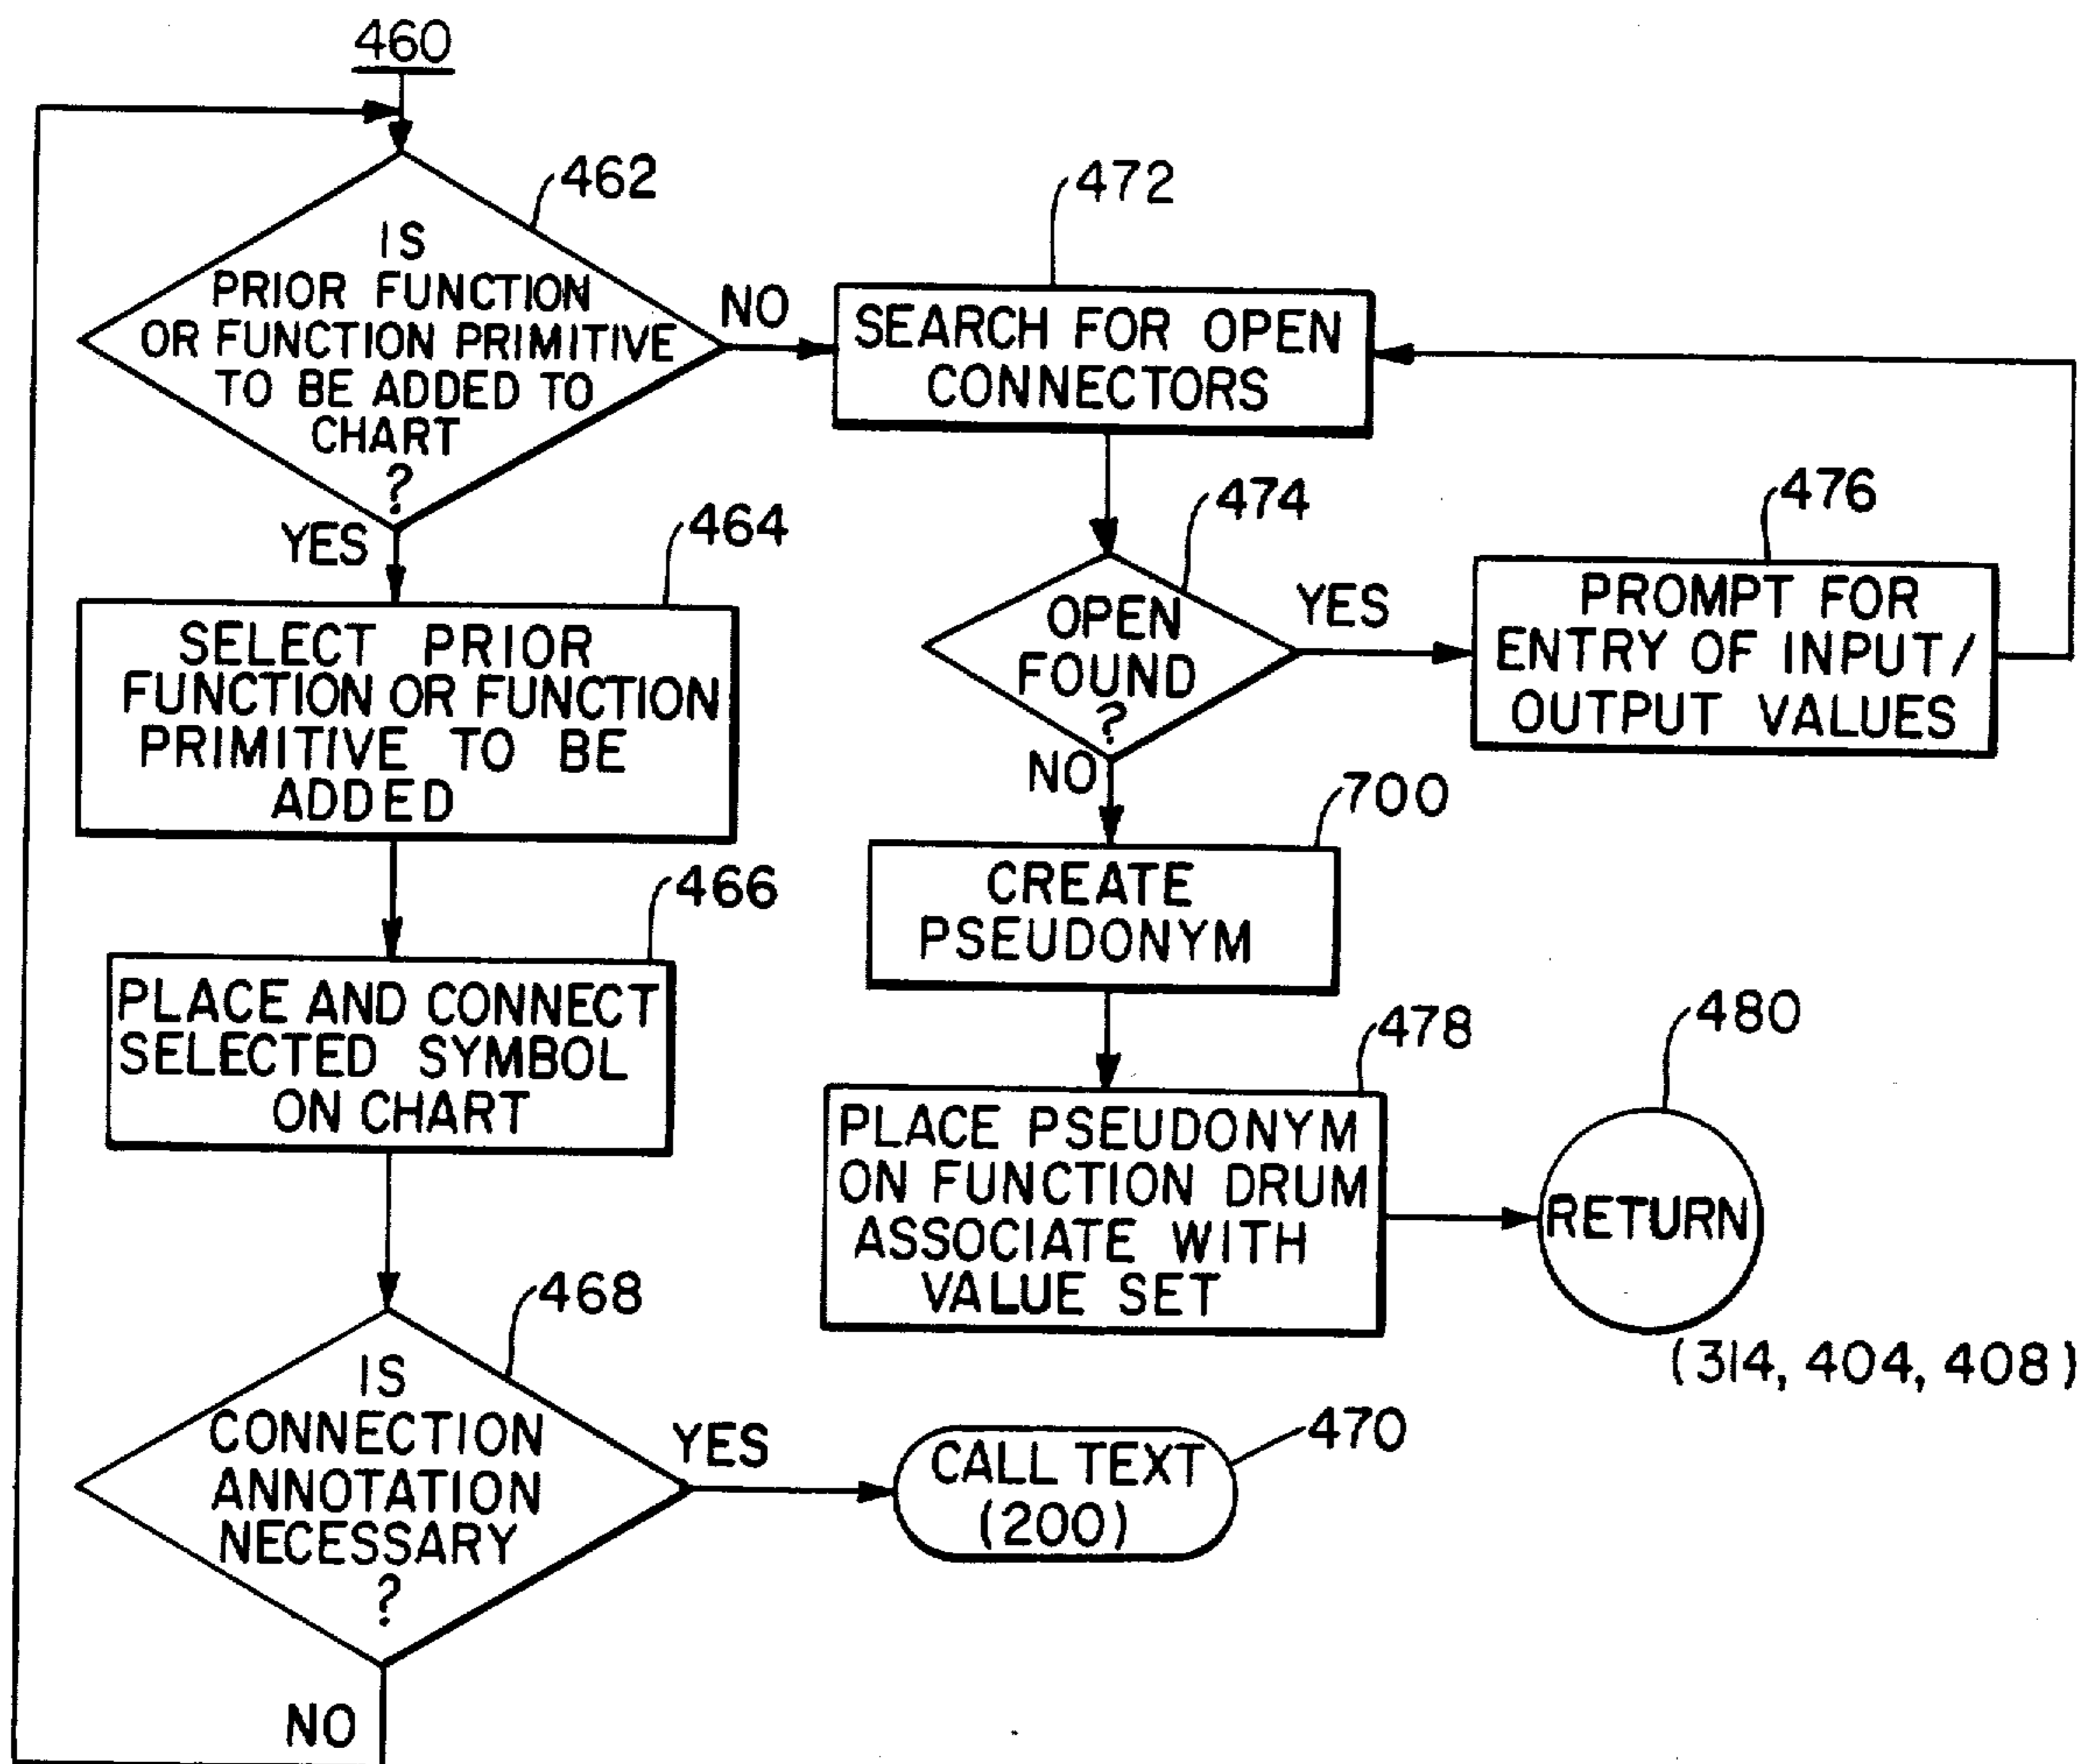 460
462
IS
PRIOR FUNCTION
OR FUNCTION PRIMITIVE
TO BE ADDED TO
CHART
?
NO
YES
464
SELECT PRIOR
FUNCTION OR FUNCTION
PRIMITIVE TO BE
ADDED
466
PLACE AND CONNECT
SELECTED SYMBOL
ON CHART
468
IS
CONNECTION
ANNOTATION
NECESSARY
?
NO
YES
470
CALL TEXT
(200)
472
SEARCH FOR OPEN
CONNECTORS
474
OPEN
FOUND
?
YES
476
PROMPT FOR
ENTRY OF INPUT/
OUTPUT VALUES
NO
700
CREATE
PSEUDONYM
478
PLACE PSEUDONYM
ON FUNCTION DRUM
ASSOCIATE WITH
VALUE SET
480
RETURN
(314, 404, 408)